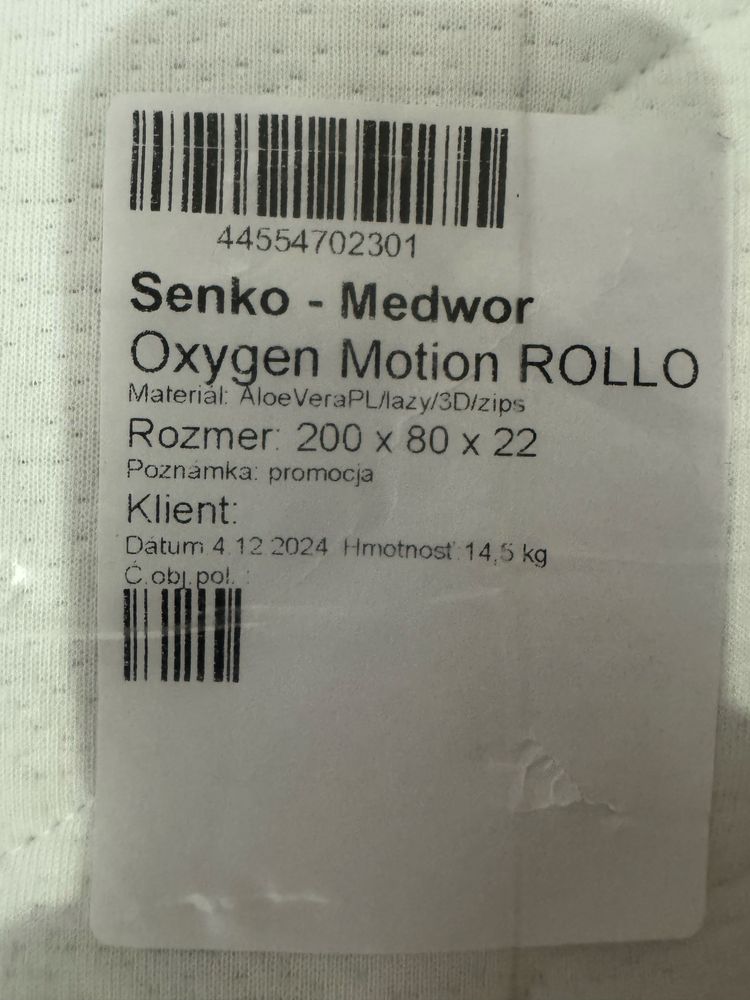 44554702301
Senko - Medwor
Oxygen Motion ROLLO
Materiál: AloeVeraPL/lazy/3D/zips
Rozmer: 200 x 80 x 22
Poznámka: promocja
Klient:
Dátum 4.12.2024 Hmotnosť 14,5 kg
Č.obj.pol. :